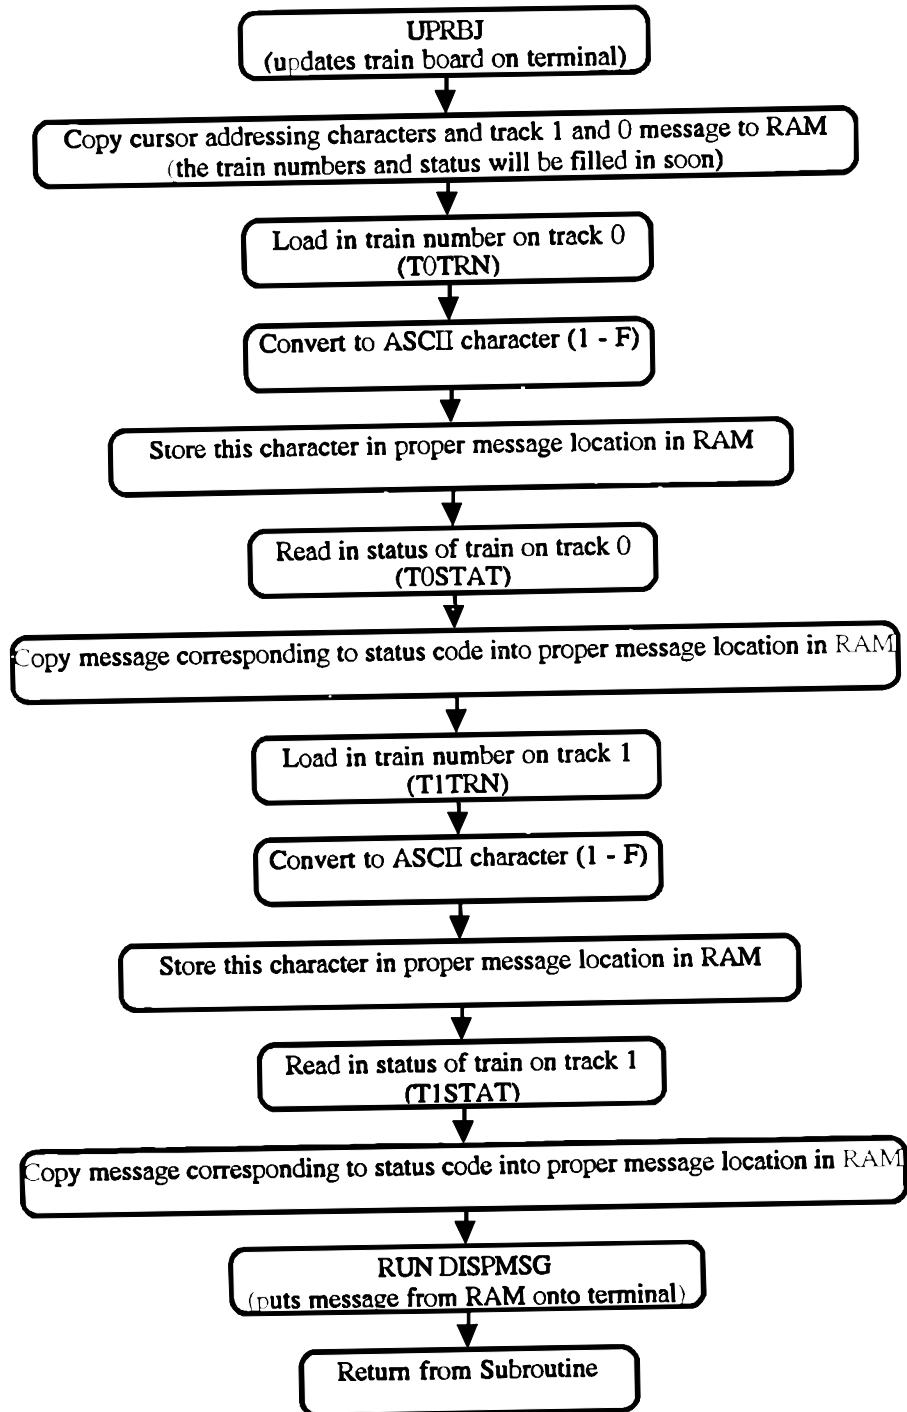 UPRBJ
(updates train board on terminal)
Copy cursor addressing characters and track 1 and 0 message to RAM
(the train numbers and status will be filled in soon)
Load in train number on track 0
(T0TRN)
Convert to ASCII character (1 - F)
Store this character in proper message location in RAM
Read in status of train on track 0
(T0STAT)
Copy message corresponding to status code into proper message location in RAM
Load in train number on track 1
(T1TRN)
Convert to ASCII character (1 - F)
Store this character in proper message location in RAM
Read in status of train on track 1
(T1STAT)
Copy message corresponding to status code into proper message location in RAM
RUN DISPMSG
(puts message from RAM onto terminal)
Return from Subroutine